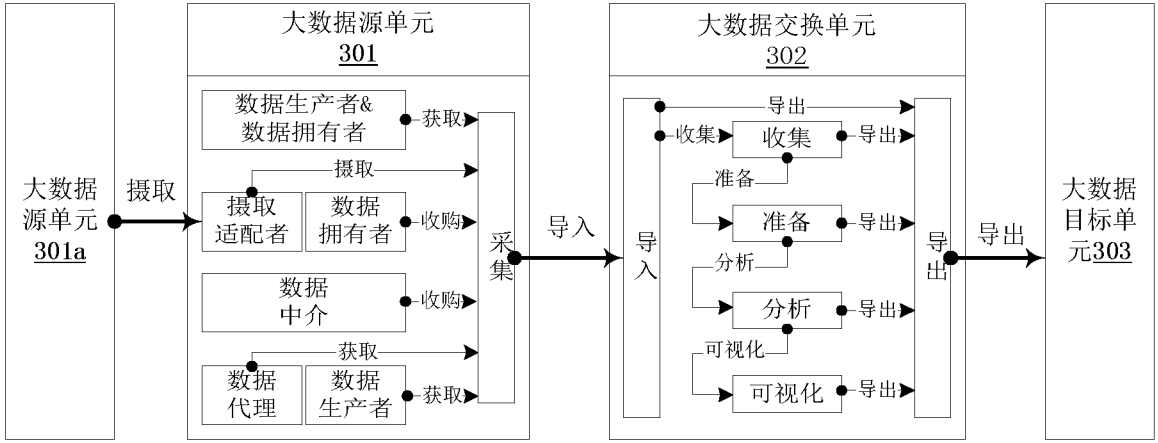 大数据
源单元
301a
摄取
大数据源单元
301
数据生产者&
数据拥有者
获取
摄取
摄取
适配者
数据
拥有者
收购
数据
中介
收购
获取
数据
代理
数据
生产者
获取
采
集
导入
大数据交换单元
302
导
入
导出
收集
收集
导出
准备
准备
导出
分析
分析
导出
可视化
可视化
导出
导
出
导出
大数据
目标单
元303